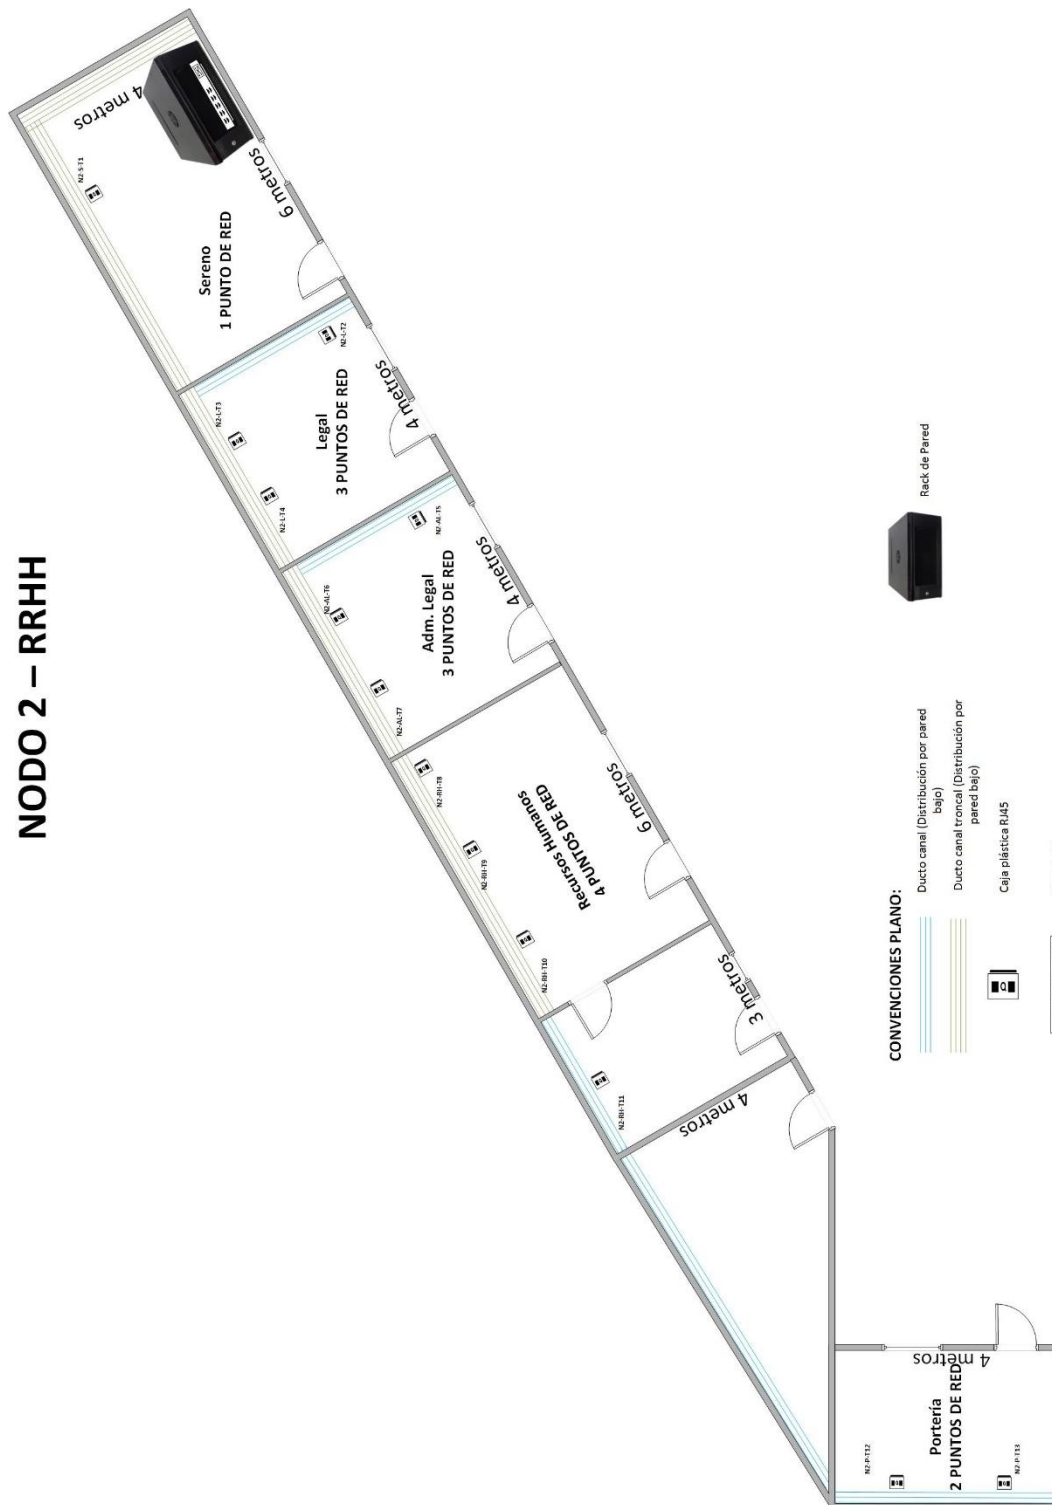 NODO 2 – RRHH
4 metros
N2-S-T1
6 metros
Sereno
1 PUNTO DE RED
N2-L-T2
N2-L-T3
Legal
3 PUNTOS DE RED
4 metros
N2-L-T4
N2-AL-T5
N2-AL-T6
Adm. Legal
3 PUNTOS DE RED
4 metros
N2-AL-T7
N2-RH-T8
Recursos Humanos
4 PUNTOS DE RED
6 metros
N2-RH-T9
N2-RH-T10
3 metros
N2-RH-T11
4 metros
4 metros
Portería
2 PUNTOS DE RED
N2-P-T12
N2-P-T13
CONVENCIONES PLANO:
Ducto canal (Distribución por pared
bajo)
Ducto canal troncal (Distribución por
pared bajo)
Caja plástica RJ45
Rack de Pared